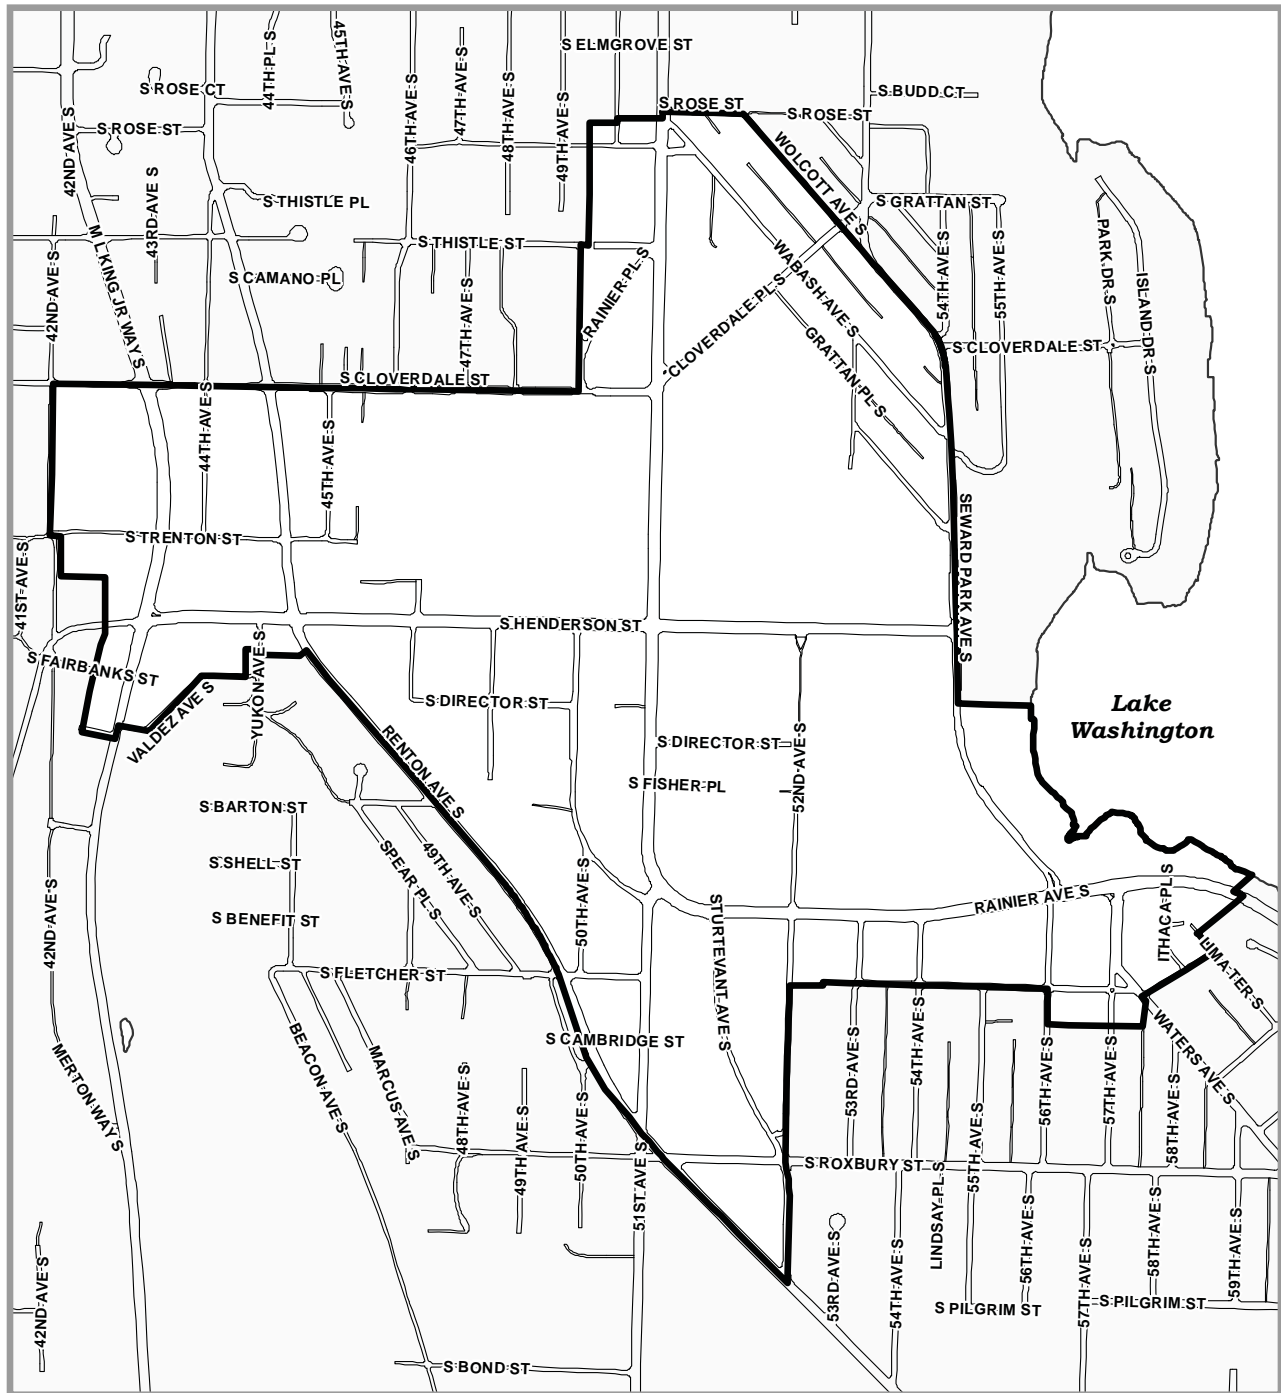 45TH AVE S
44TH PL S
S ELMGROVE ST
S ROSE CT
46TH AVE S
47TH AVE S
48TH AVE S
49TH AVE S
S ROSE ST
S BUDD CT
S ROSE ST
S ROSE ST
42ND AVE S
43RD AVE S
S THISTLE PL
WOLCOTT AVE S
S GRATTAN ST
M L KING JR WAY S
S THISTLE ST
S CAMANO PL
42ND AVE S
47TH AVE S
RAINIER PL S
CLOVERDALE PL S
WABASH AVE S
54TH AVE S
55TH AVE S
PARK DR S
ISLAND DR S
GRATTAN PL S
S CLOVERDALE ST
S CLOVERDALE ST
44TH AVE S
45TH AVE S
S TRENTON ST
41ST AVE S
SEWARD PARK AVE S
S HENDERSON ST
S FAIRBANKS ST
YUKON AVE S
VALDEZ AVE S
S DIRECTOR ST
RENTON AVE S
S DIRECTOR ST
S FISHER PL
52ND AVE S
Lake
Washington
S BARTON ST
S SHELL ST
S BENEFIT ST
SPEAR PL S
49TH AVE S
50TH AVE S
42ND AVE S
STURTEVANT AVE S
RAINIER AVE S
ITHACA PL S
LIMA TER S
S FLETCHER ST
BEACON AVE S
MARCUS AVE S
S CAMBRIDGE ST
MERTON WAY S
48TH AVE S
49TH AVE S
50TH AVE S
51ST AVE S
53RD AVE S
54TH AVE S
55TH AVE S
56TH AVE S
57TH AVE S
58TH AVE S
WATERS AVE S
S ROXBURY ST
LINDSAY PL S
42ND AVE S
53RD AVE S
54TH AVE S
56TH AVE S
57TH AVE S
58TH AVE S
59TH AVE S
S PILGRIM ST
S PILGRIM ST
S BOND ST